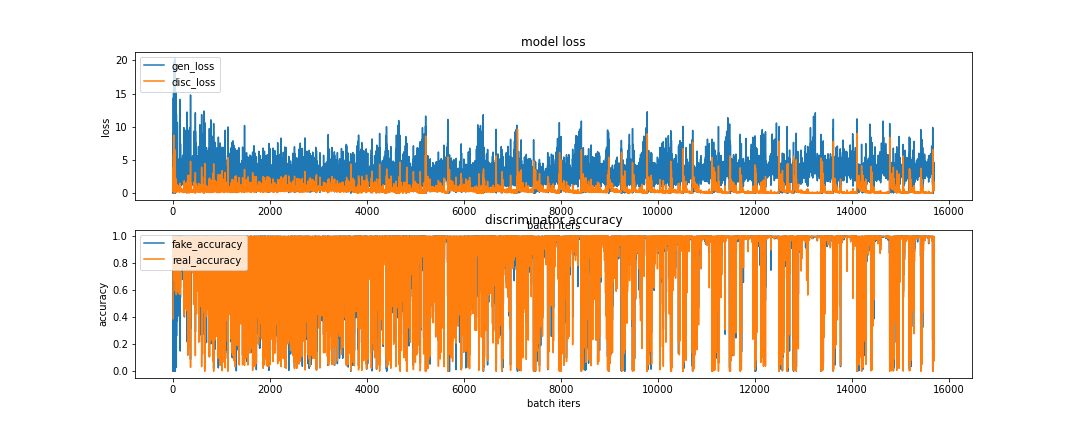 model loss
20
15
10
5
0
loss
gen_loss
disc_loss
0 2000 4000 6000 8000 10000 12000 14000 16000
batch iters
discriminator accuracy
1.0
0.8
0.6
0.4
0.2
0.0
accuracy
fake_accuracy
real_accuracy
0 2000 4000 6000 8000 10000 12000 14000 16000
batch iters